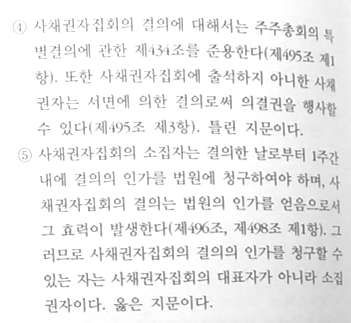 ④ 사채권자집회의 결의에 대해서는 주주총회의 특
별결의에 관한 제434조를 준용한다(제495조 제1
항). 또한 사채권자집회에 출석하지 아니한 사채
권자는 서면에 의한 결의로써 의결권을 행사할
수 있다(제495조 제3항). 틀린 지문이다.
⑤ 사채권자집회의 소집자는 결의한 날로부터 1주간
내에 결의의 인가를 법원에 청구하여야 하며, 사
채권자집회의 결의는 법원의 인가를 얻음으로서
그 효력이 발생한다(제496조, 제498조 제1항). 그
러므로 사채권자집회의 결의의 인가를 청구할 수
있는 자는 사채권자집회의 대표자가 아니라 소집
권자이다. 옳은 지문이다.